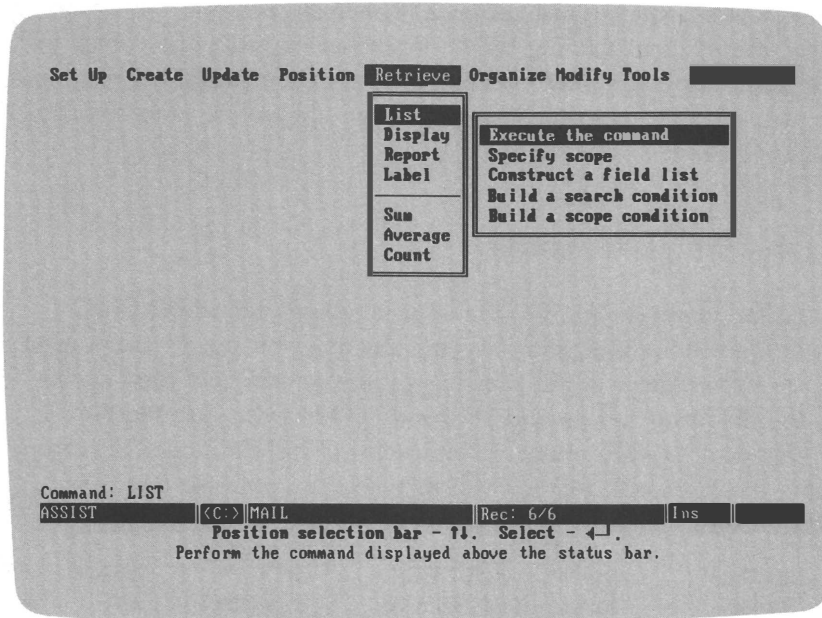 Set Up Create Update Position Retrieve Organize Modify Tools
List
Display
Report
Label
Sum
Average
Count
Execute the command
Specify scope
Construct a field list
Build a search condition
Build a scope condition
Command: LIST
ASSIST <C:> MAIL Rec: 6/6 Ins
Position selection bar - ↑↓. Select - ↵.
Perform the command displayed above the status bar.